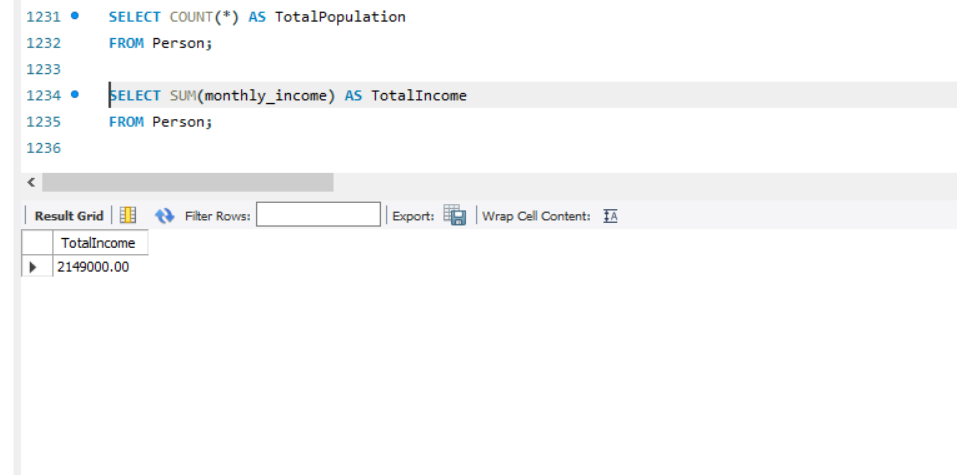 1231 SELECT COUNT(*) AS TotalPopulation
1232 FROM Person;
1233
1234 SELECT SUM(monthly_income) AS TotalIncome
1235 FROM Person;
1236
Result Grid Filter Rows: Export: Wrap Cell Content: IA
TotalIncome
2149000.00